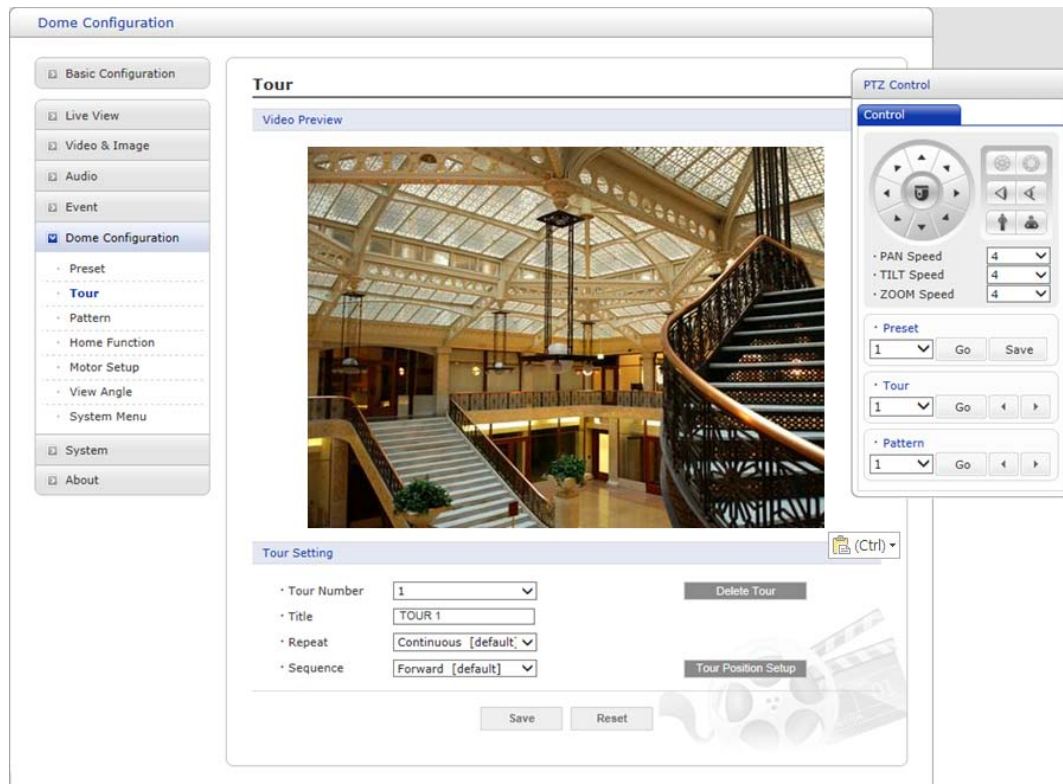 Dome Configuration
Basic Configuration
Live View
Video & Image
Audio
Event
Dome Configuration
Preset
Tour
Pattern
Home Function
Motor Setup
View Angle
System Menu
System
About
Tour
Video Preview
Tour Setting
Tour Number 1 Delete Tour
Title TOUR 1
Repeat Continuous [default]
Sequence Forward [default] Tour Position Setup
Save Reset
(Ctrl)
PTZ Control
Control
PAN Speed 4
TILT Speed 4
ZOOM Speed 4
Preset
1 Go Save
Tour
1 Go
Pattern
1 Go